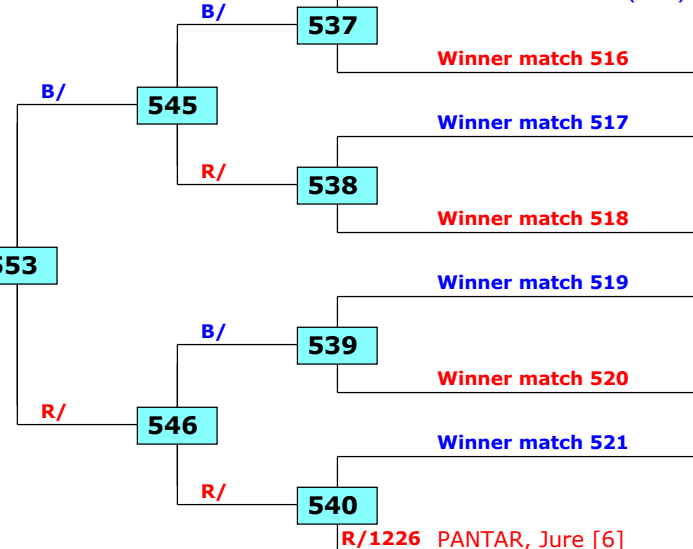 B/
537
Winner match 516
B/
545
Winner match 517
R/
538
Winner match 518
553
Winner match 519
B/
539
Winner match 520
R/
546
Winner match 521
R/
540
R/1226 PANTAR, Jure [6]